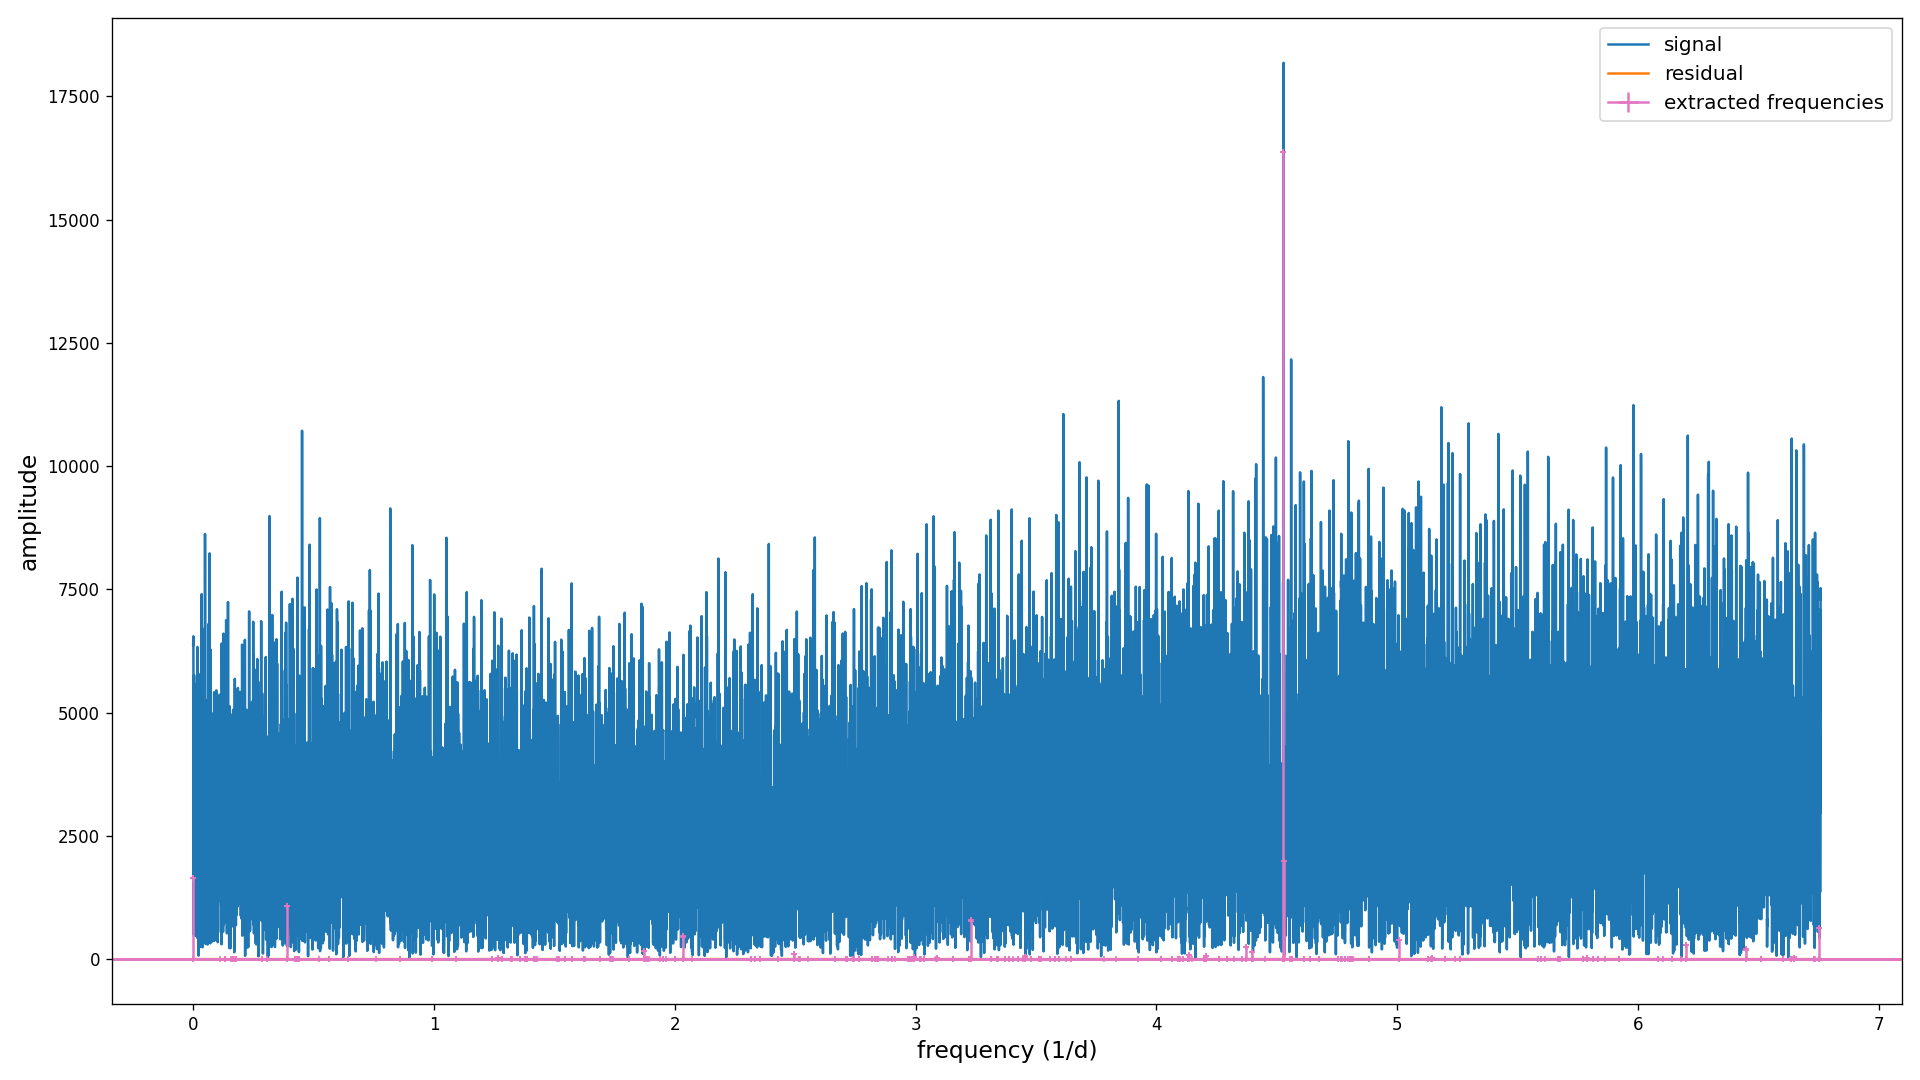 signal
residual
extracted frequencies
amplitude
17500
15000
12500
10000
7500
5000
2500
0
0 1 2 3 4 5 6 7
frequency (1/d)